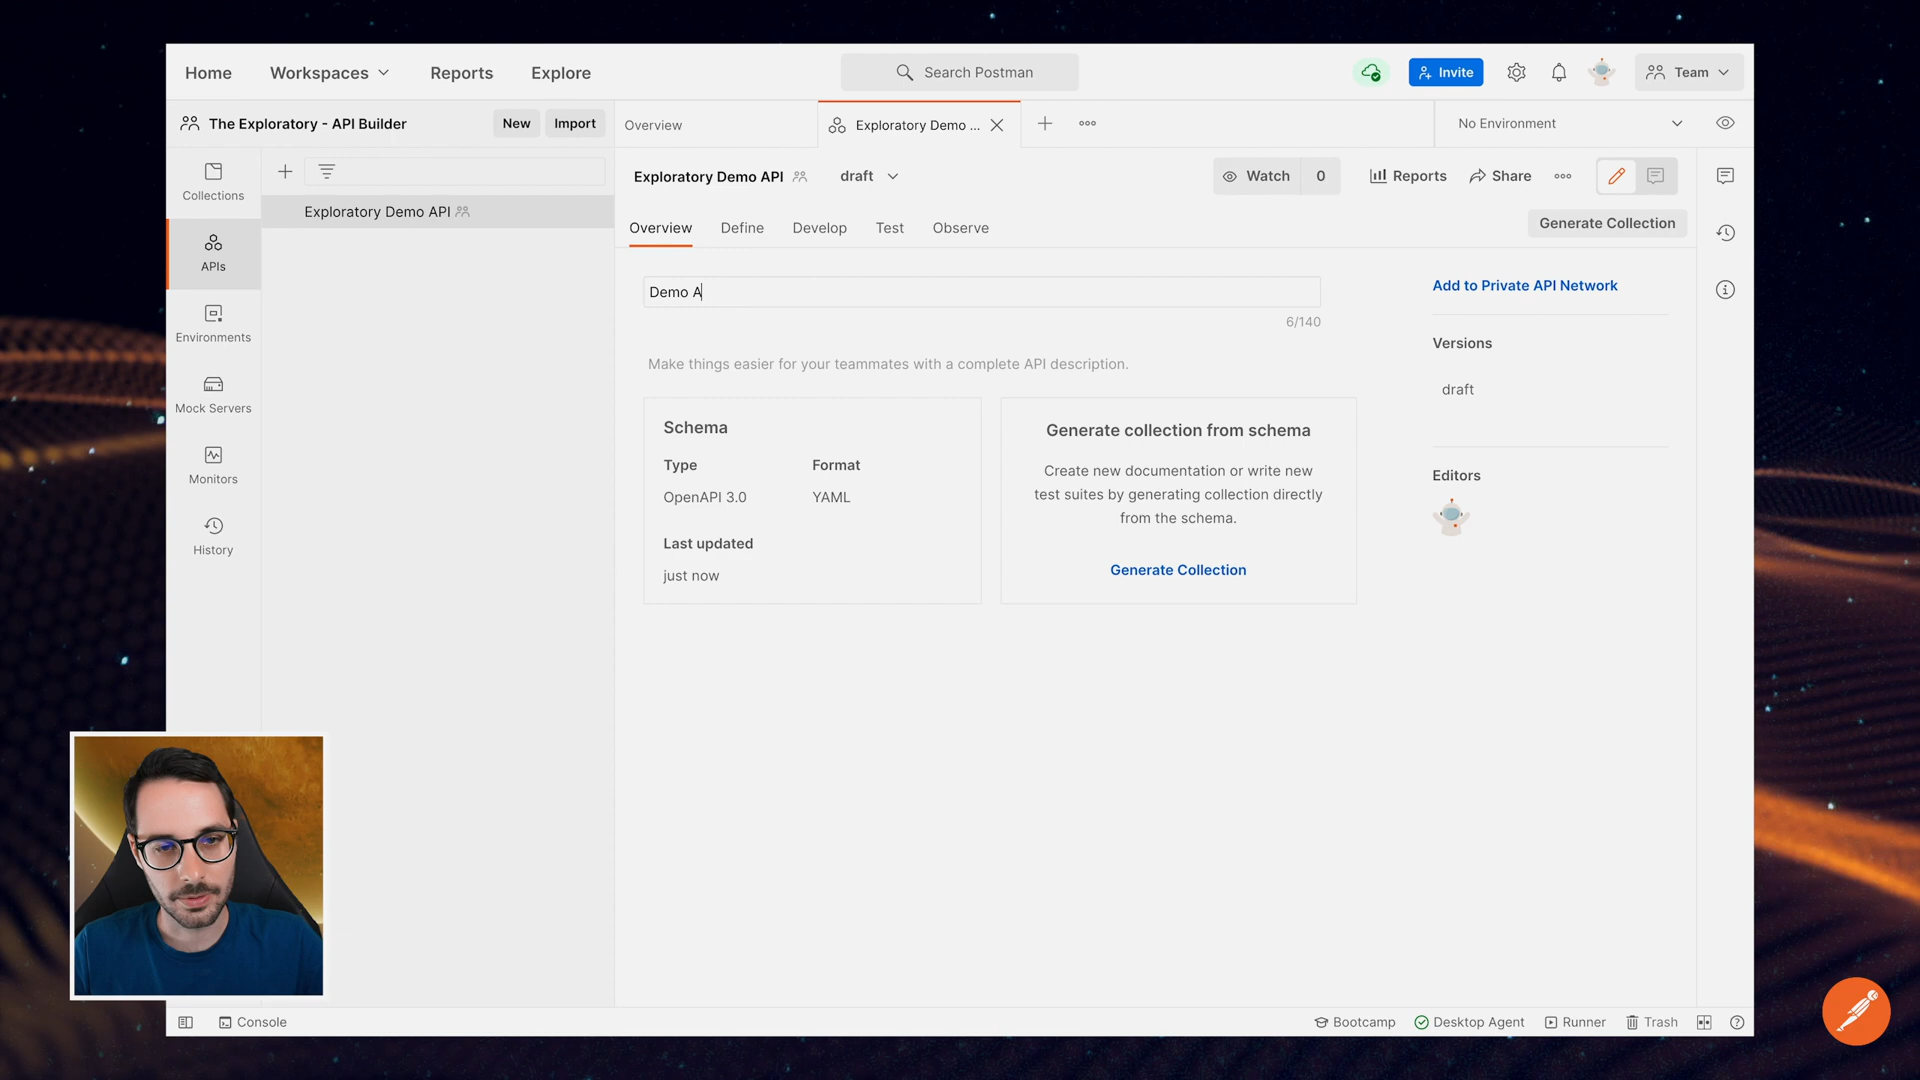 Home
Workspaces
Reports
Explore
Search Postman
Invite
Team
The Exploratory - API Builder
New
Import
Overview
Exploratory Demo ...
No Environment
Collections
APIs
Environments
Mock Servers
Monitors
History
Exploratory Demo API
Exploratory Demo API
draft
Watch
0
Reports
Share
Overview
Define
Develop
Test
Observe
Generate Collection
Demo A
6/140
Make things easier for your teammates with a complete API description.
Schema
Type
Format
OpenAPI 3.0
YAML
Last updated
just now
Generate collection from schema
Create new documentation or write new
test suites by generating collection directly
from the schema.
Generate Collection
Add to Private API Network
Versions
draft
Editors
Console
Bootcamp
Desktop Agent
Runner
Trash